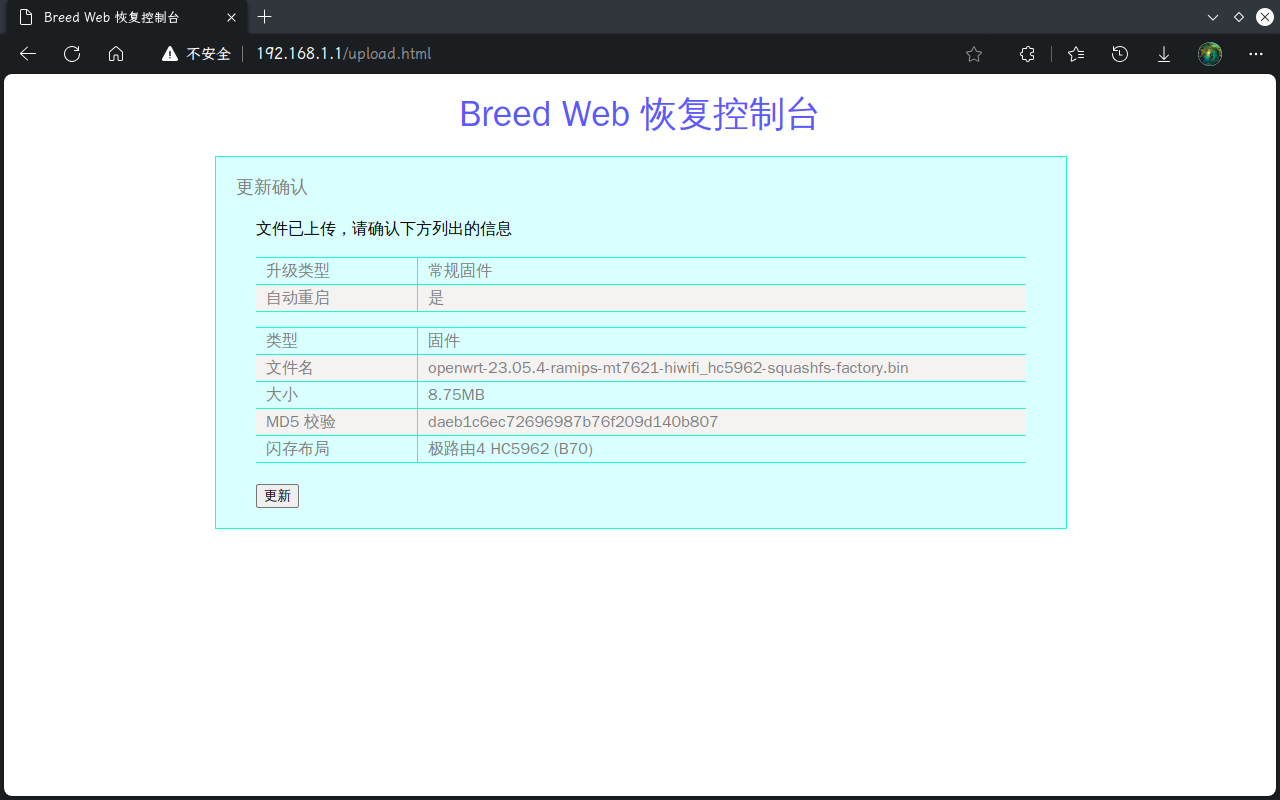 Breed Web 恢复控制台
不安全 192.168.1.1/upload.html
Breed Web 恢复控制台
更新确认
文件已上传，请确认下方列出的信息
升级类型 常规固件
自动重启 是
类型 固件
文件名 openwrt-23.05.4-ramips-mt7621-hiwifi_hc5962-squashfs-factory.bin
大小 8.75MB
MD5 校验 daeb1c6ec72696987b76f209d140b807
闪存布局 极路由4 HC5962 (B70)
更新